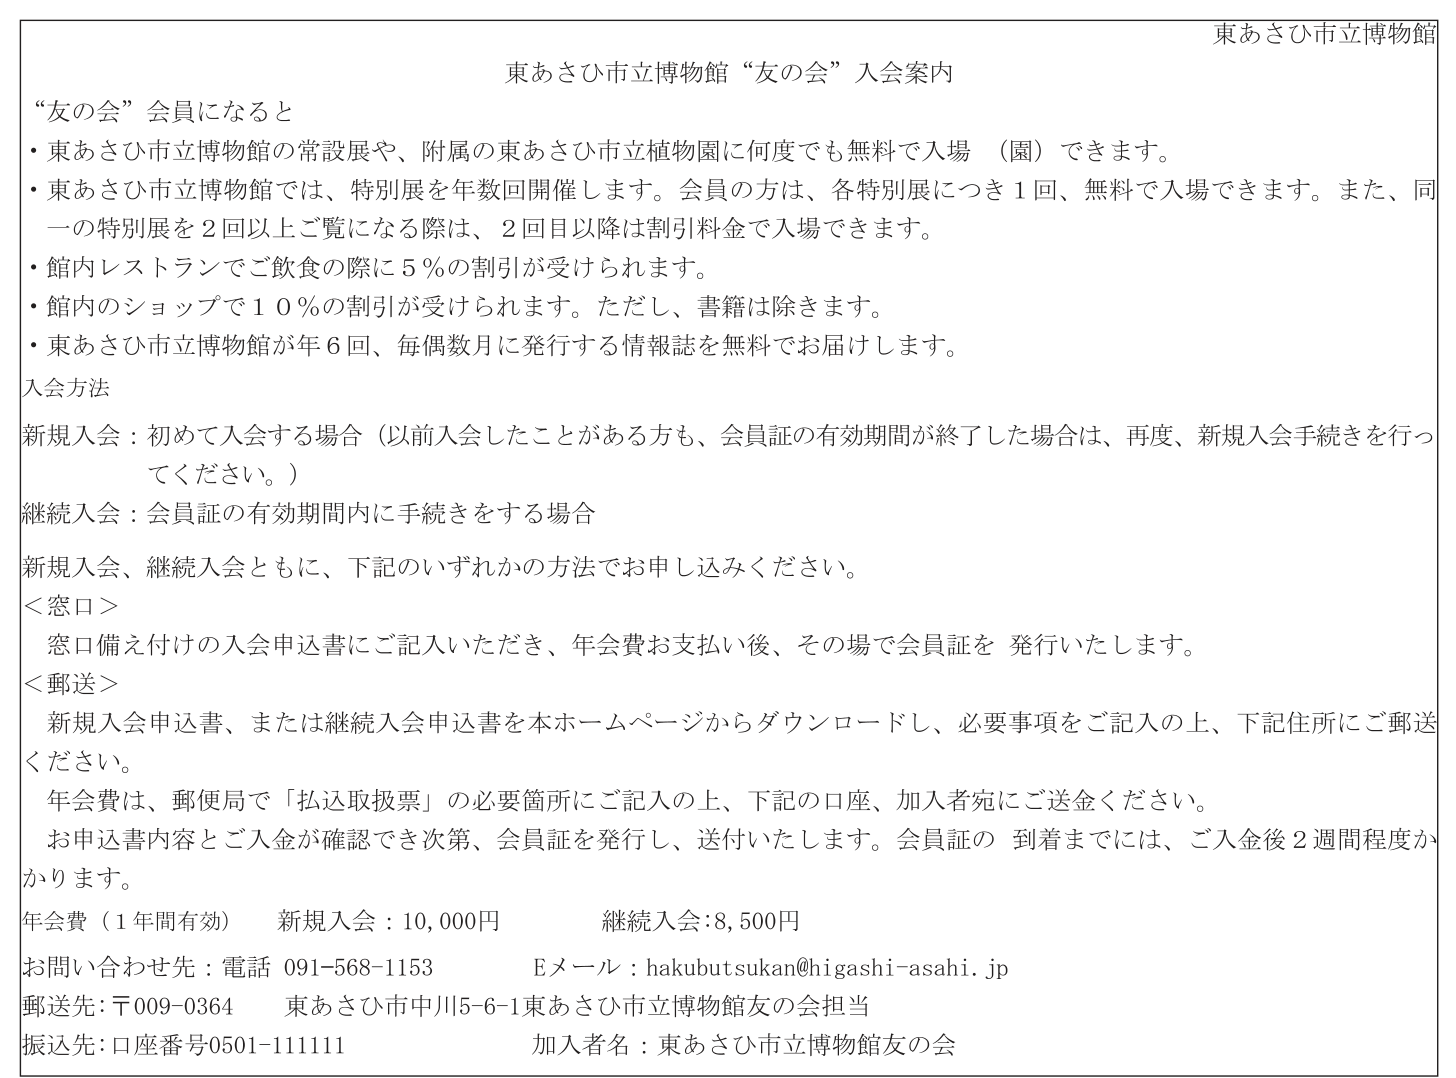 東あさひ市立博物館
東あさひ市立博物館“友の会”入会案内
“友の会”会員になると
・東あさひ市立博物館の常設展や、附属の東あさひ市立植物園に何度でも無料で入場 （園）できます。
・東あさひ市立博物館では、特別展を年数回開催します。会員の方は、各特別展につき１回、無料で入場できます。また、同
一の特別展を２回以上ご覧になる際は、２回目以降は割引料金で入場できます。
・館内レストランでご飲食の際に５％の割引が受けられます。
・館内のショップで１０％の割引が受けられます。ただし、書籍は除きます。
・東あさひ市立博物館が年６回、毎偶数月に発行する情報誌を無料でお届けします。
入会方法
新規入会：初めて入会する場合（以前入会したことがある方も、会員証の有効期間が終了した場合は、再度、新規入会手続きを行っ
てください。）
継続入会：会員証の有効期間内に手続きをする場合
新規入会、継続入会ともに、下記のいずれかの方法でお申し込みください。
＜窓口＞
窓口備え付けの入会申込書にご記入いただき、年会費お支払い後、その場で会員証を 発行いたします。
＜郵送＞
新規入会申込書、または継続入会申込書を本ホームページからダウンロードし、必要事項をご記入の上、下記住所にご郵送
ください。
年会費は、郵便局で「払込取扱票」の必要箇所にご記入の上、下記の口座、加入者宛にご送金ください。
お申込書内容とご入金が確認でき次第、会員証を発行し、送付いたします。会員証の 到着までには、ご入金後２週間程度か
かります。
年会費（１年間有効） 新規入会：10,000円 継続入会:8,500円
お問い合わせ先：電話 091-568-1153 Eメール：hakubutsukan@higashi-asahi.jp
郵送先:〒009-0364 東あさひ市中川5-6-1東あさひ市立博物館友の会担当
振込先:口座番号0501-111111 加入者名：東あさひ市立博物館友の会